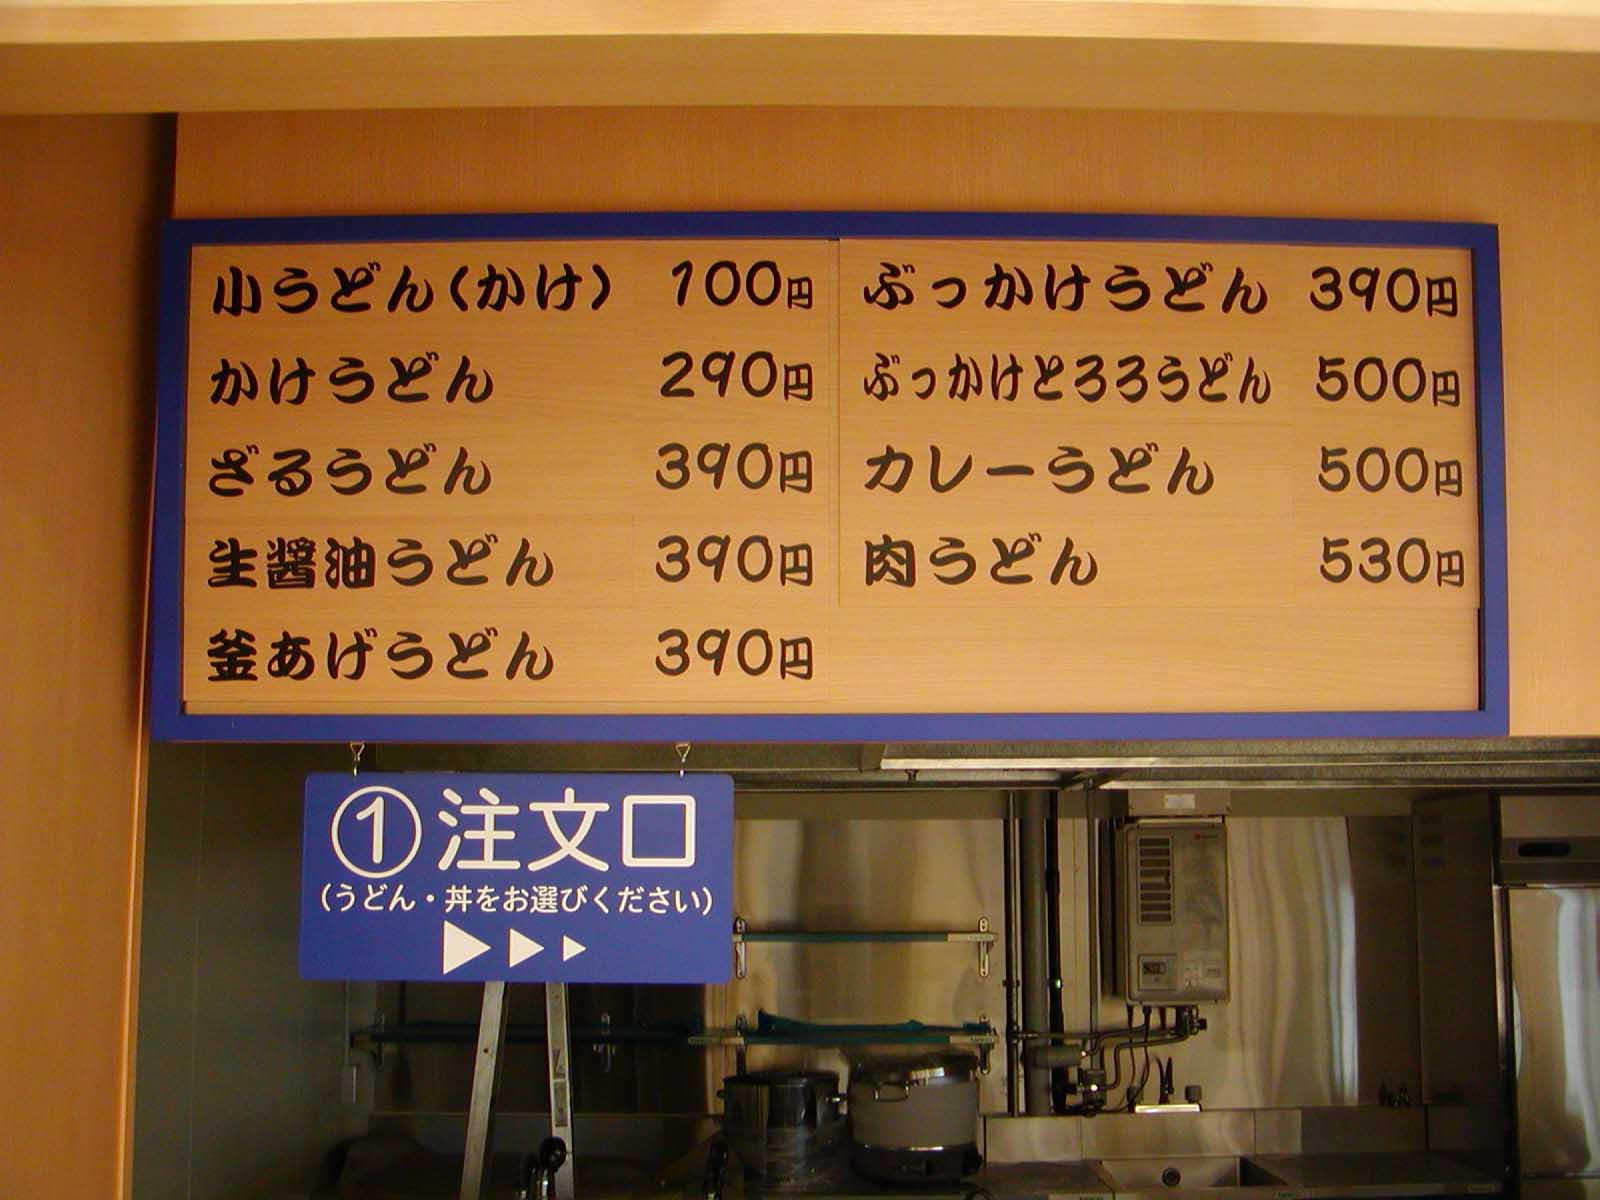 小うどん(かけ) 100円
かけうどん 290円
ざるうどん 390円
生醤油うどん 390円
釜あげうどん 390円
ぶっかけうどん 390円
ぶっかけとろろうどん 500円
カレーうどん 500円
肉うどん 530円
①注文口
(うどん・丼をお選びください)
▶▶▶